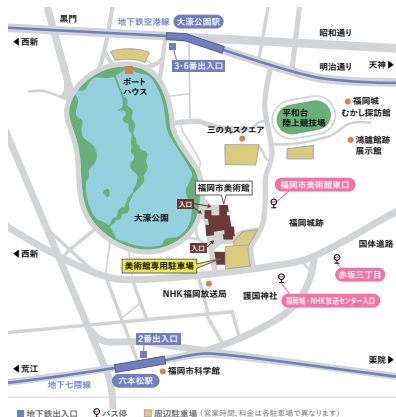 黒門
地下鉄空港線
大濠公園駅
昭和通り
◀西新
明治通り
天神▶
3・6番出入口
ボート
ハウス
福岡城
むかし探訪館
平和台
陸上競技場
三の丸スクエア
鴻臚館跡
展示館
福岡市美術館
福岡市美術館東口
入口
大濠公園
福岡城跡
入口
国体道路
◀西新
美術館専用駐車場
赤坂三丁目
NHK福岡放送局
護国神社
福岡城・NHK放送センター入口
2番出入口
薬院▶
◀荒江
福岡市科学館
地下七隈線
六本松駅
地下鉄出入口
バス停
周辺駐車場（営業時間、料金は各駐車場で異なります）